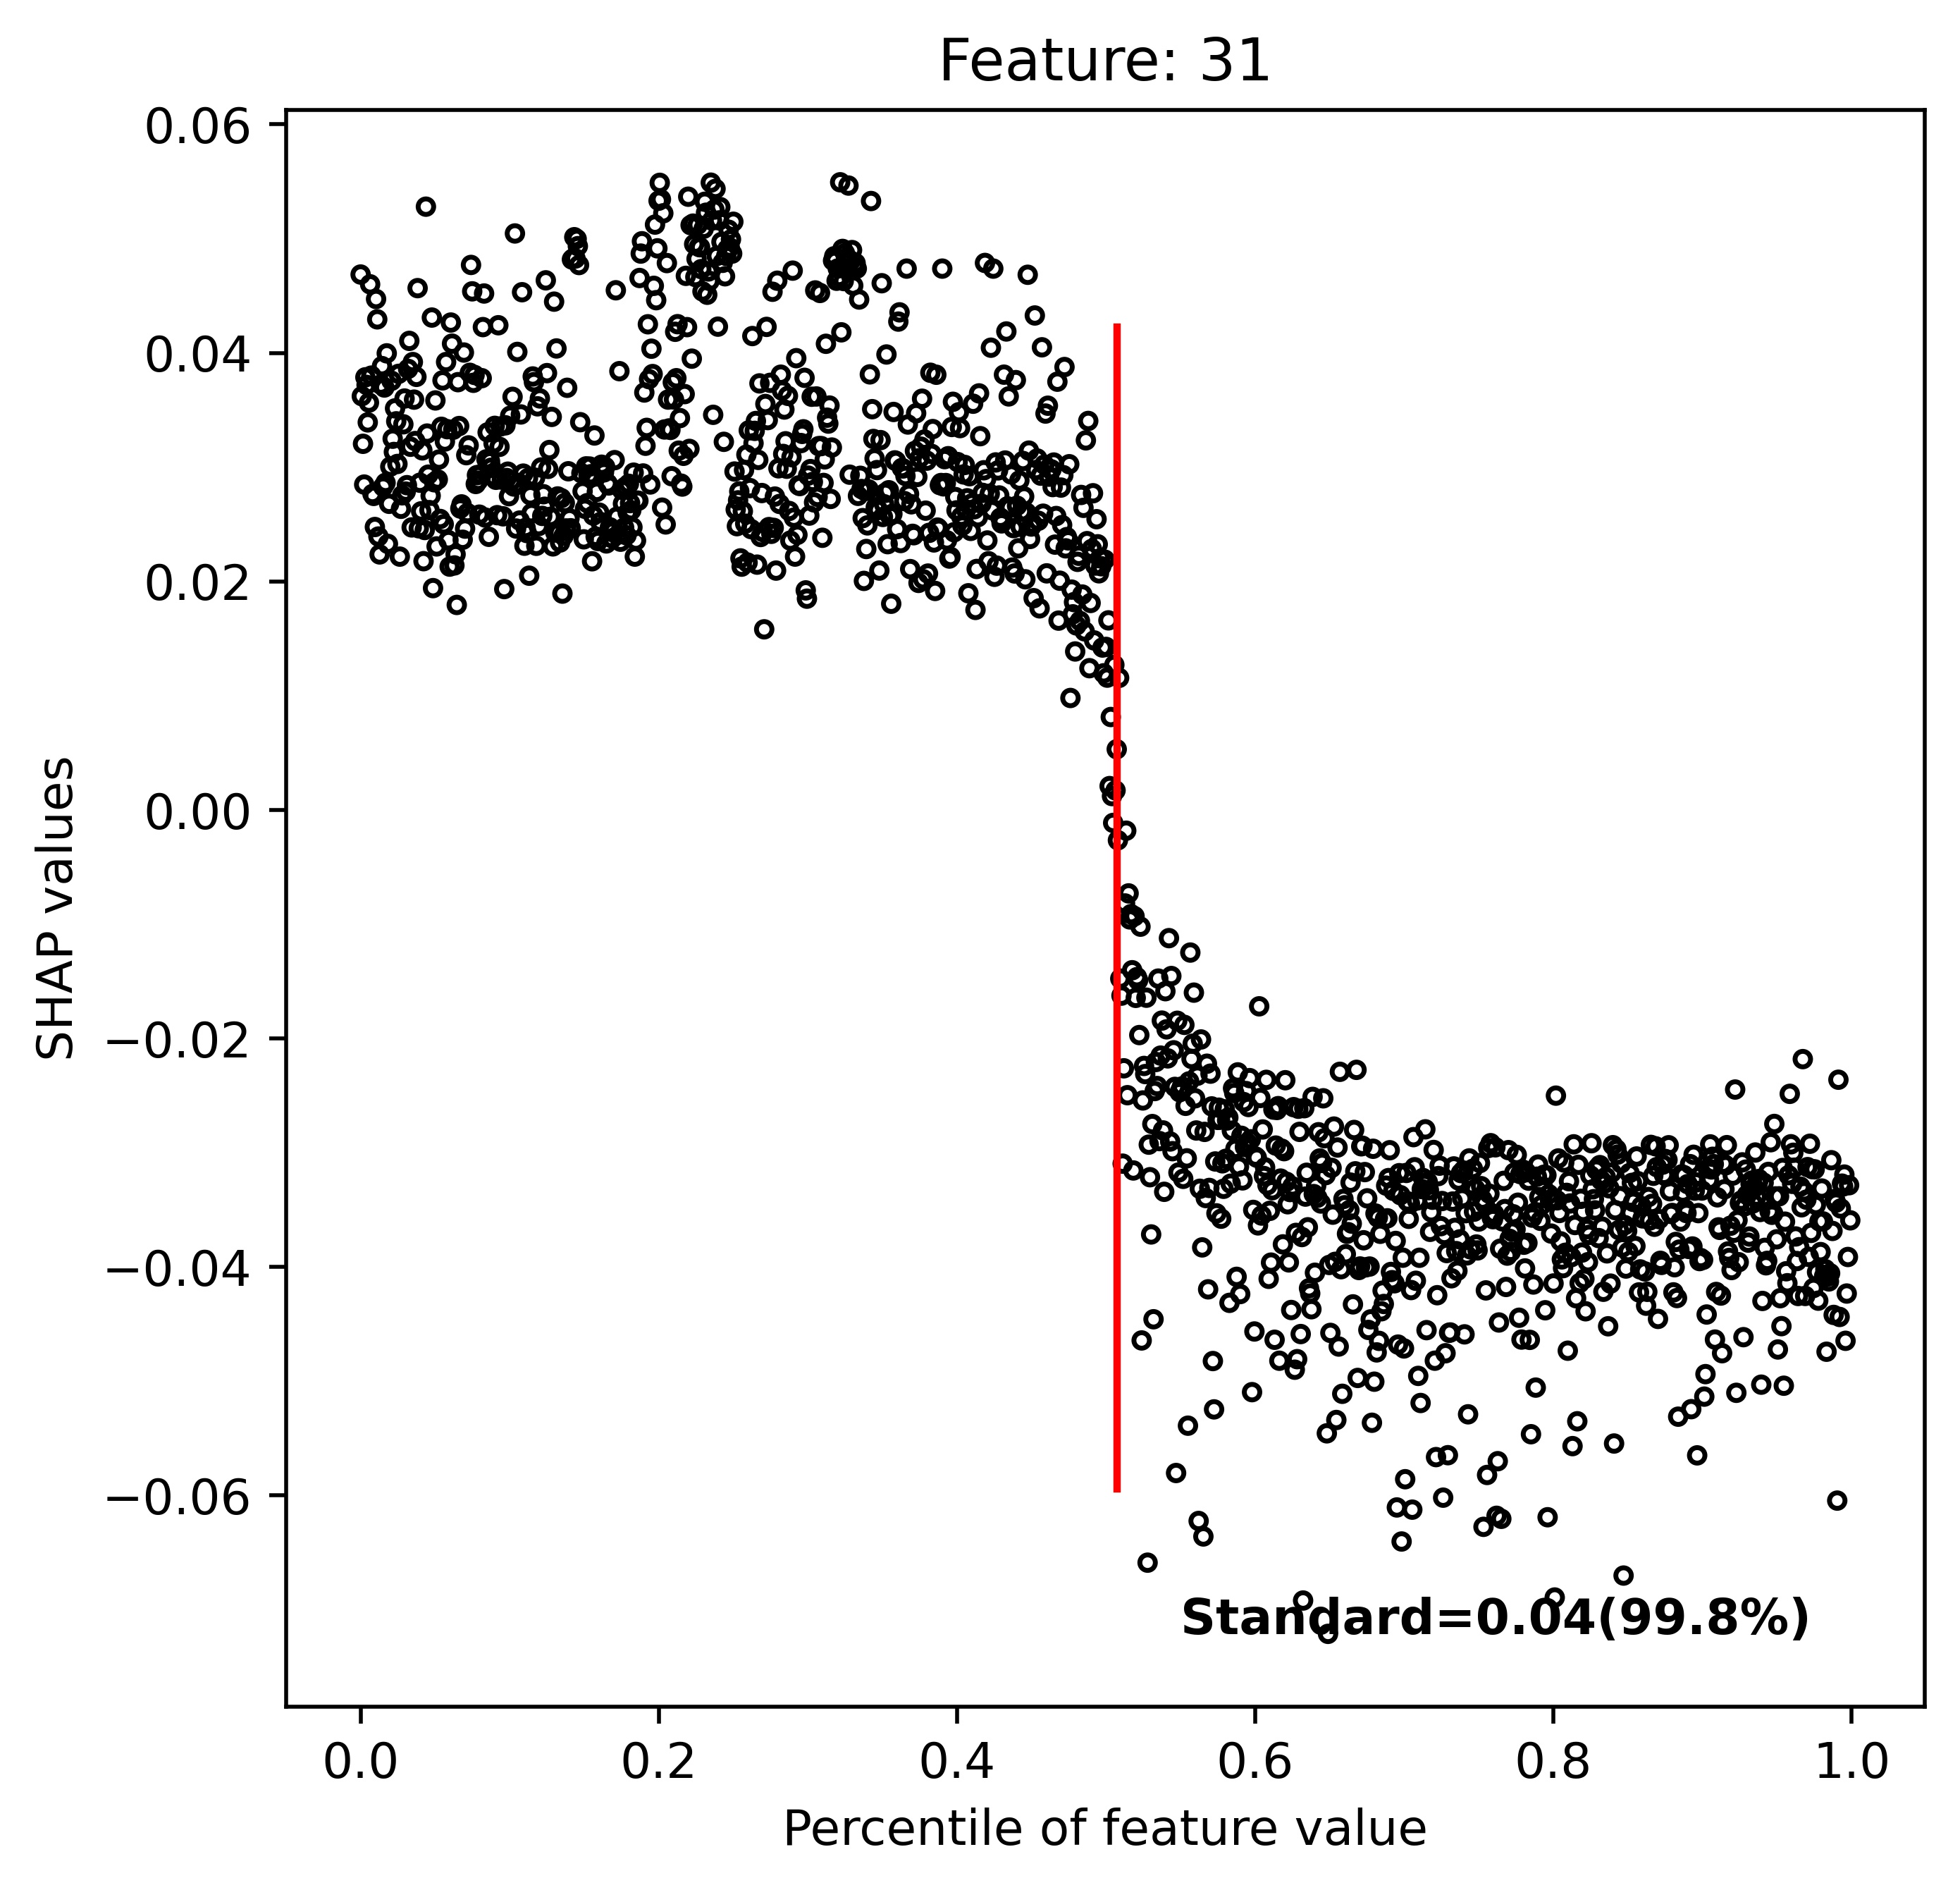 Feature: 31
0.06
0.04
0.02
0.00
−0.02
−0.04
−0.06
SHAP values
Standard=0.04(99.8%)
0.0 0.2 0.4 0.6 0.8 1.0
Percentile of feature value